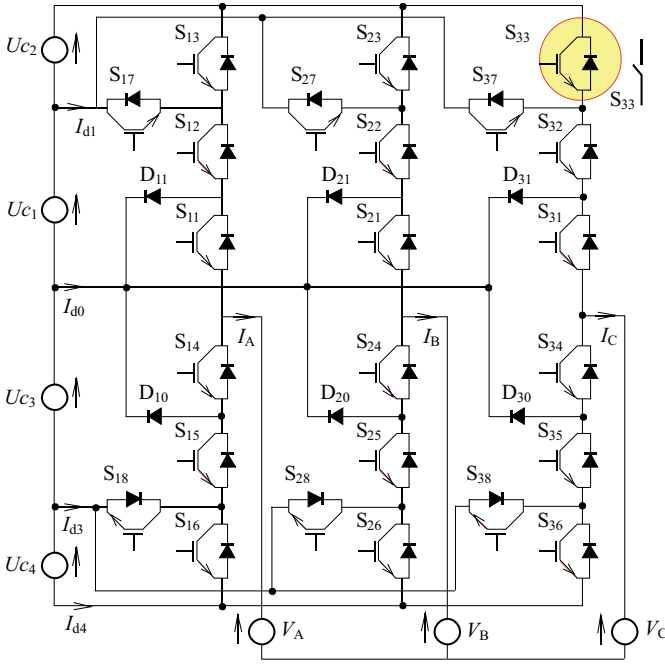 S13 S23 S33
Uc2
S17 S27 S37 S33
Id1 S12 S22 S32
D11 D21 D31
Uc1 S11 S21 S31
Id0 IA IB IC
S14 S24 S34
Uc3 D10 D20 D30
S15 S25 S35
S18 S28 S38
Id3 S16 S26 S36
Uc4
Id4 VA VB VC